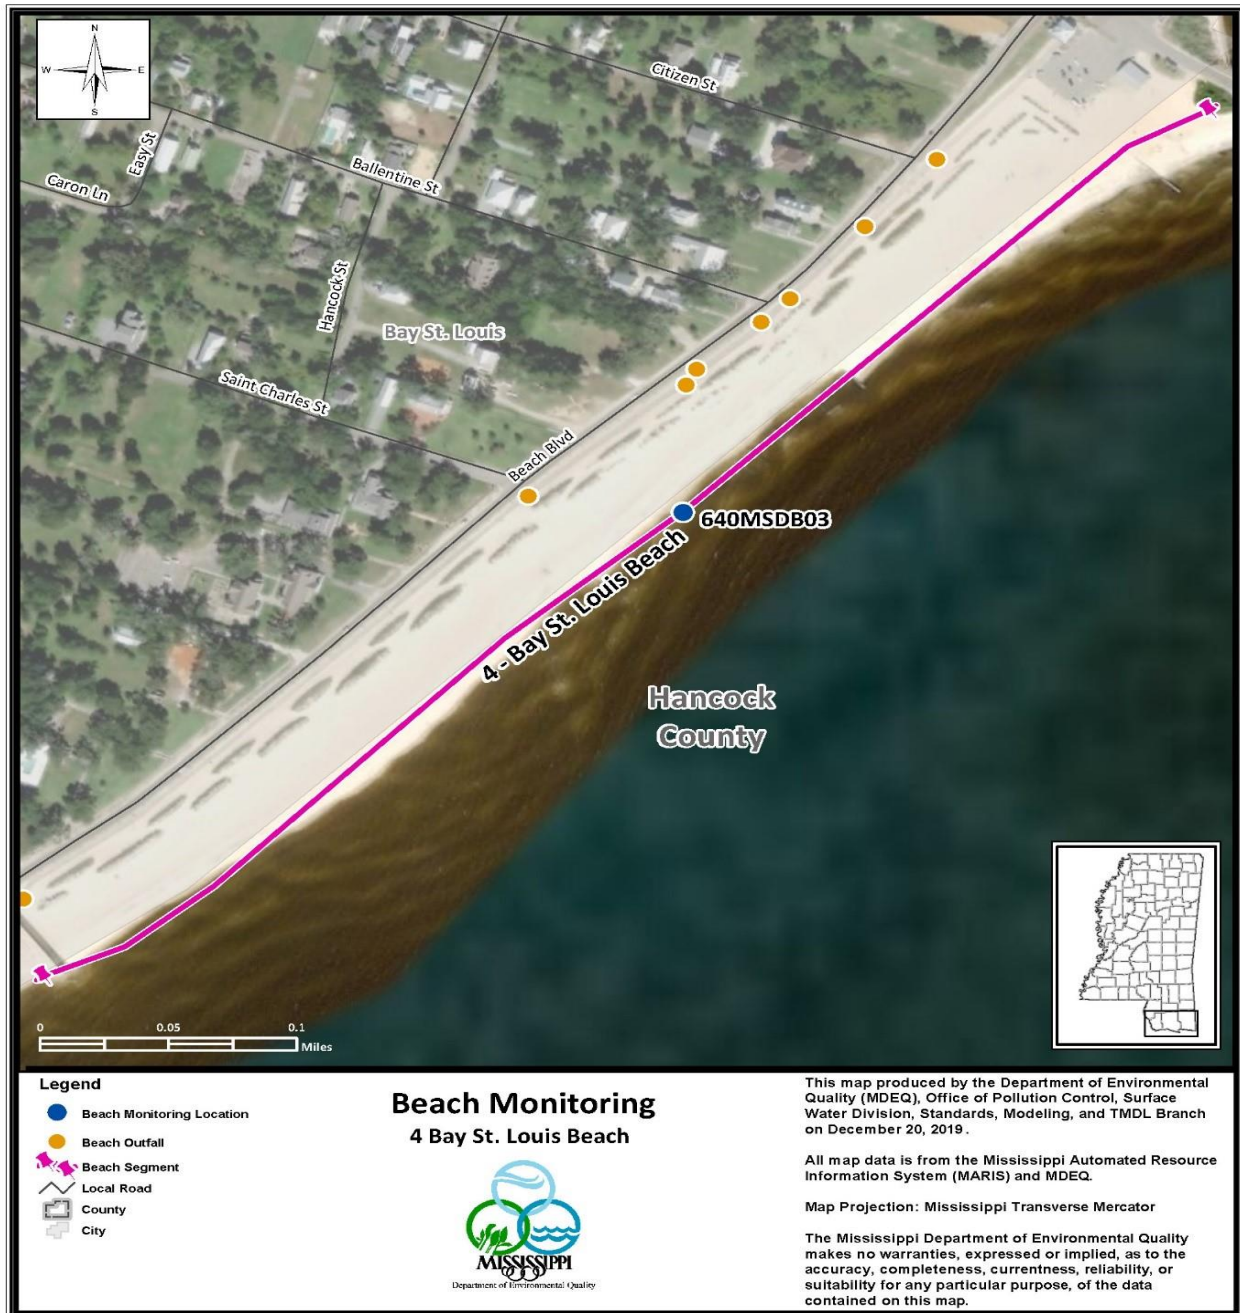 N
W E
S
Citizen St
Easy St
Ballentine St
Caron Ln
Hancock St
Bay St. Louis
Saint Charles St
Beach Blvd
640MSDB03
4 - Bay St. Louis Beach
Hancock
County
0 0.05 0.1
Miles
Legend
Beach Monitoring Location
Beach Outfall
Beach Segment
Local Road
County
City
Beach Monitoring
4 Bay St. Louis Beach
MISSISSIPPI
Department of Environmental Quality
This map produced by the Department of Environmental
Quality (MDEQ), Office of Pollution Control, Surface
Water Division, Standards, Modeling, and TMDL Branch
on December 20, 2019.
All map data is from the Mississippi Automated Resource
Information System (MARIS) and MDEQ.
Map Projection: Mississippi Transverse Mercator
The Mississippi Department of Environmental Quality
makes no warranties, expressed or implied, as to the
accuracy, completeness, currentness, reliability, or
suitability for any particular purpose, of the data
contained on this map.